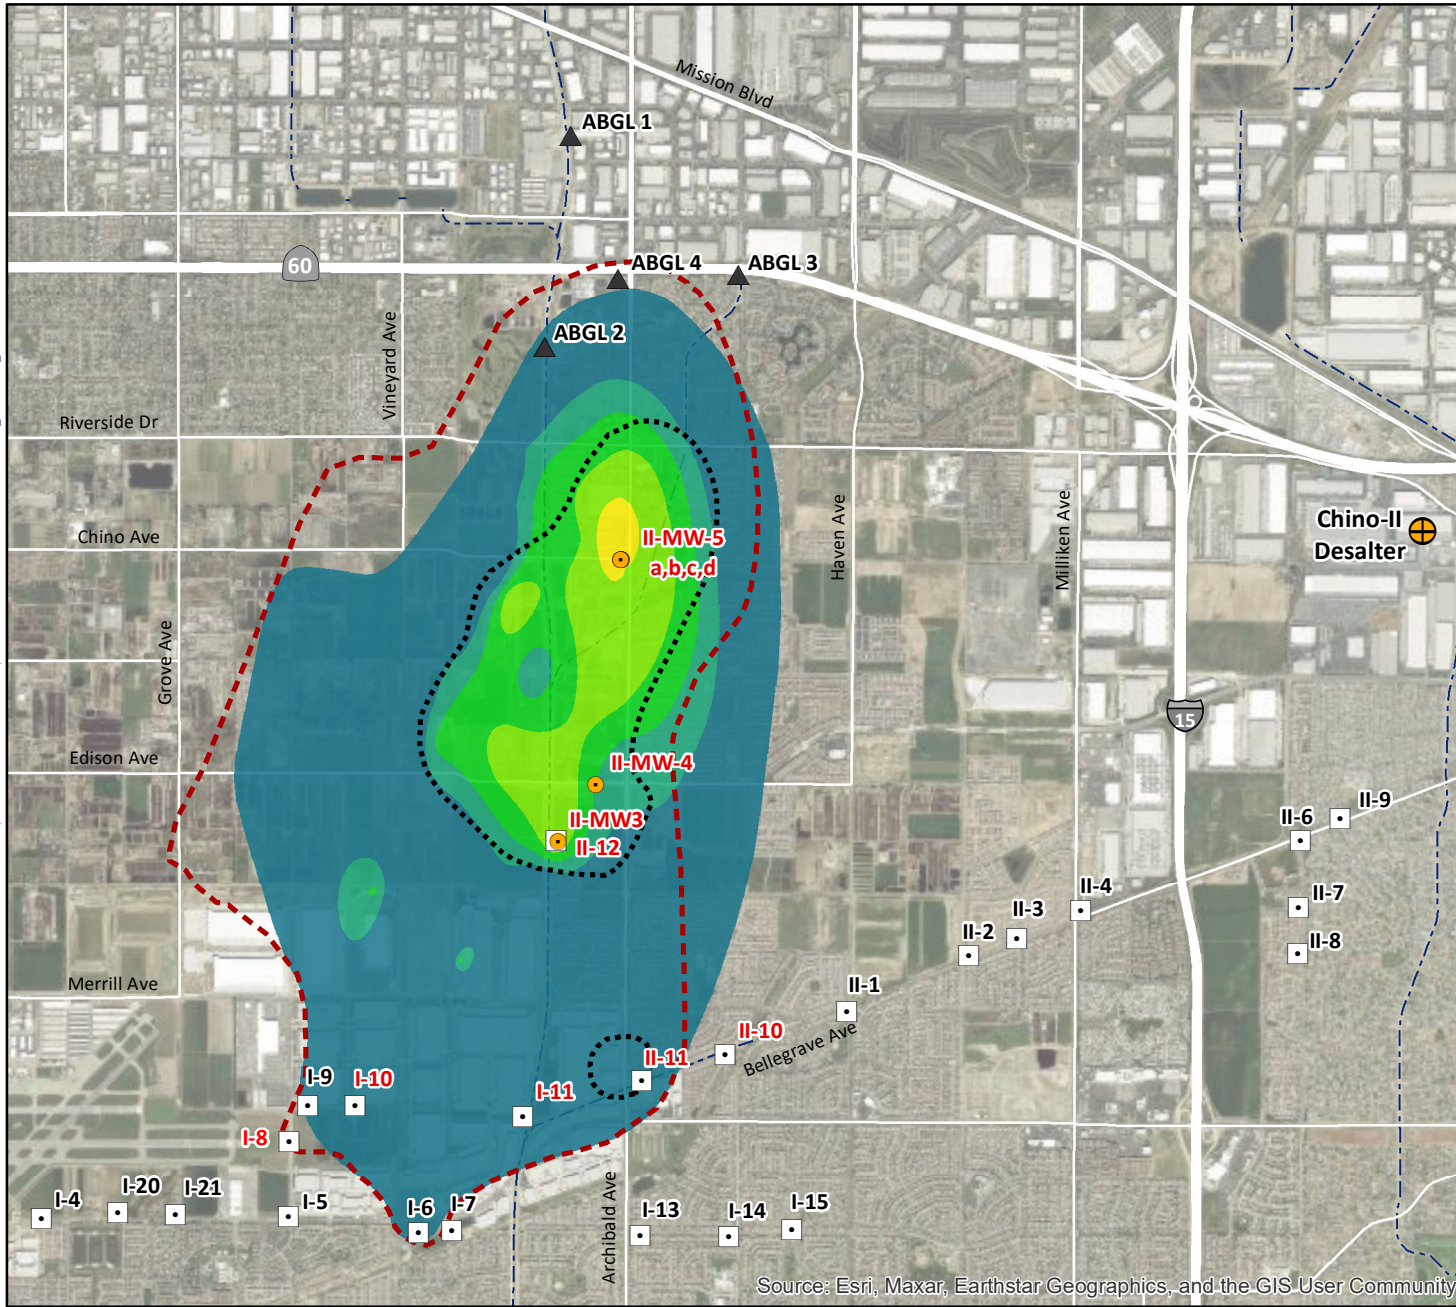 Mission Blvd
ABGL 1
60
ABGL 4
ABGL 3
ABGL 2
Vineyard Ave
Riverside Dr
Chino Ave
Haven Ave
Milliken Ave
Chino-II
Desalter
II-MW-5
a,b,c,d
Grove Ave
15
Edison Ave
II-MW-4
II-MW3
II-12
II-9
II-6
II-4
II-7
II-3
II-2
II-8
Merrill Ave
II-1
II-10
Bellegrave Ave
II-11
I-9
I-10
I-11
I-8
Archibald Ave
I-4
I-20
I-21
I-5
I-6
I-7
I-13
I-14
I-15
Source: Esri, Maxar, Earthstar Geographics, and the GIS User Community